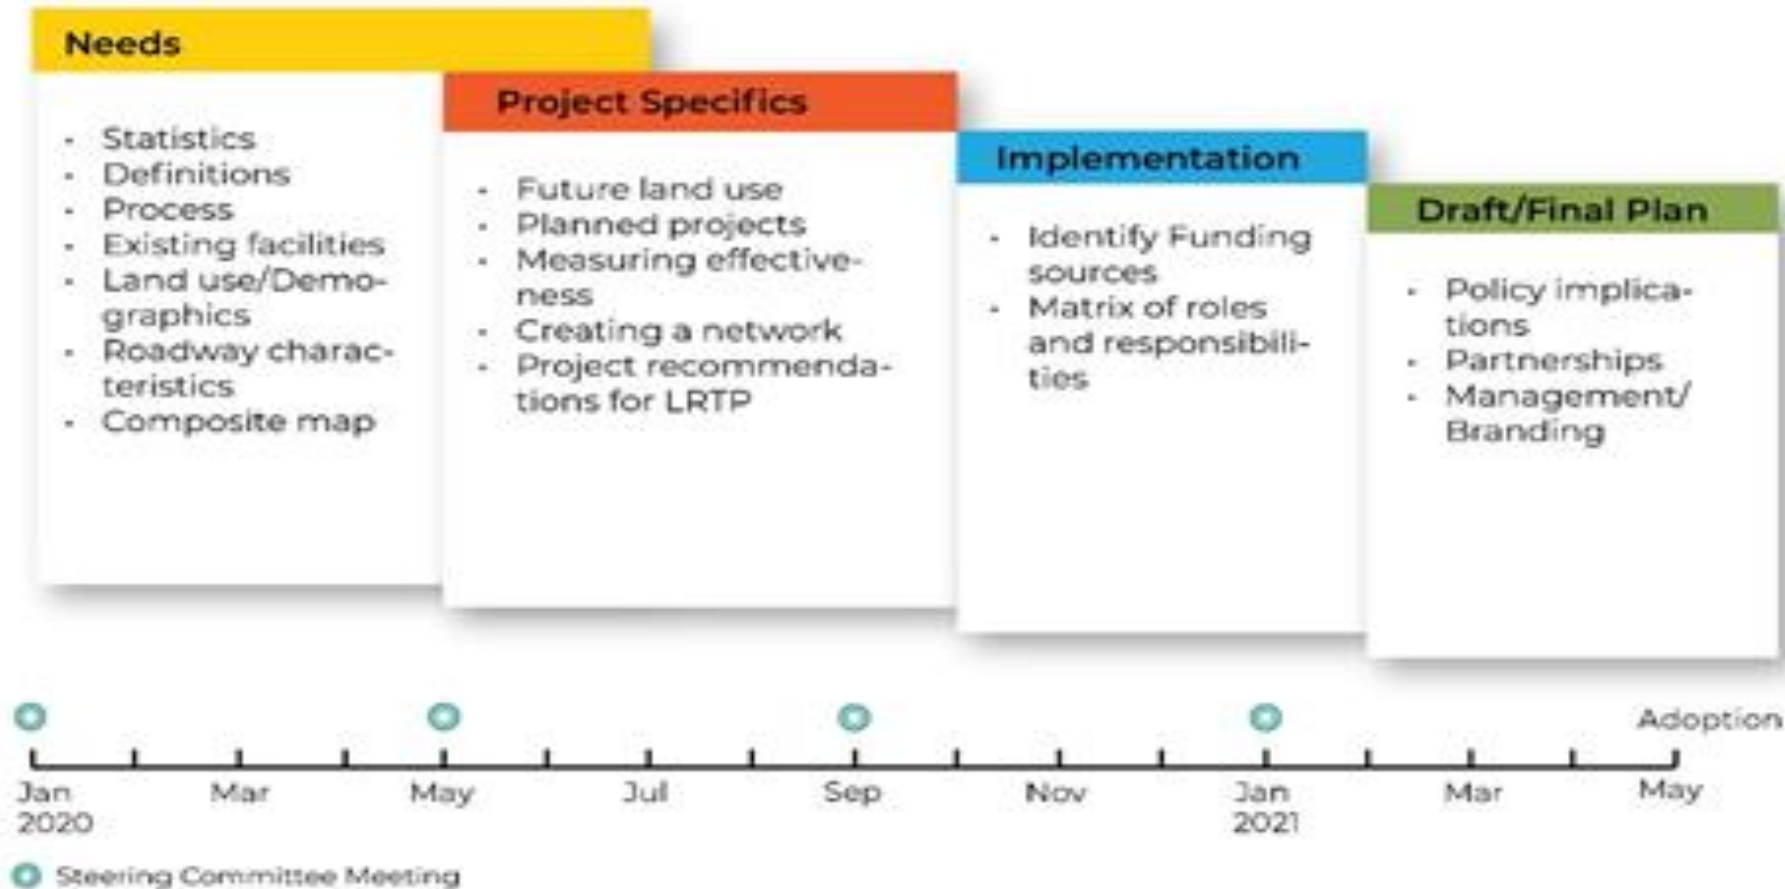 Needs
• Statistics
• Definitions
• Process
• Existing facilities
• Land use/Demo-
graphics
• Roadway charac-
teristics
• Composite map
Project Specifics
• Future land use
• Planned projects
• Measuring effective-
ness
• Creating a network
• Project recommenda-
tions for LRTP
Implementation
• Identify Funding
sources
• Matrix of roles
and responsibili-
ties
Draft/Final Plan
• Policy implica-
tions
• Partnerships
• Management/
Branding
Adoption
Jan Mar May Jul Sep Nov Jan Mar May
2020 2021
Steering Committee Meeting